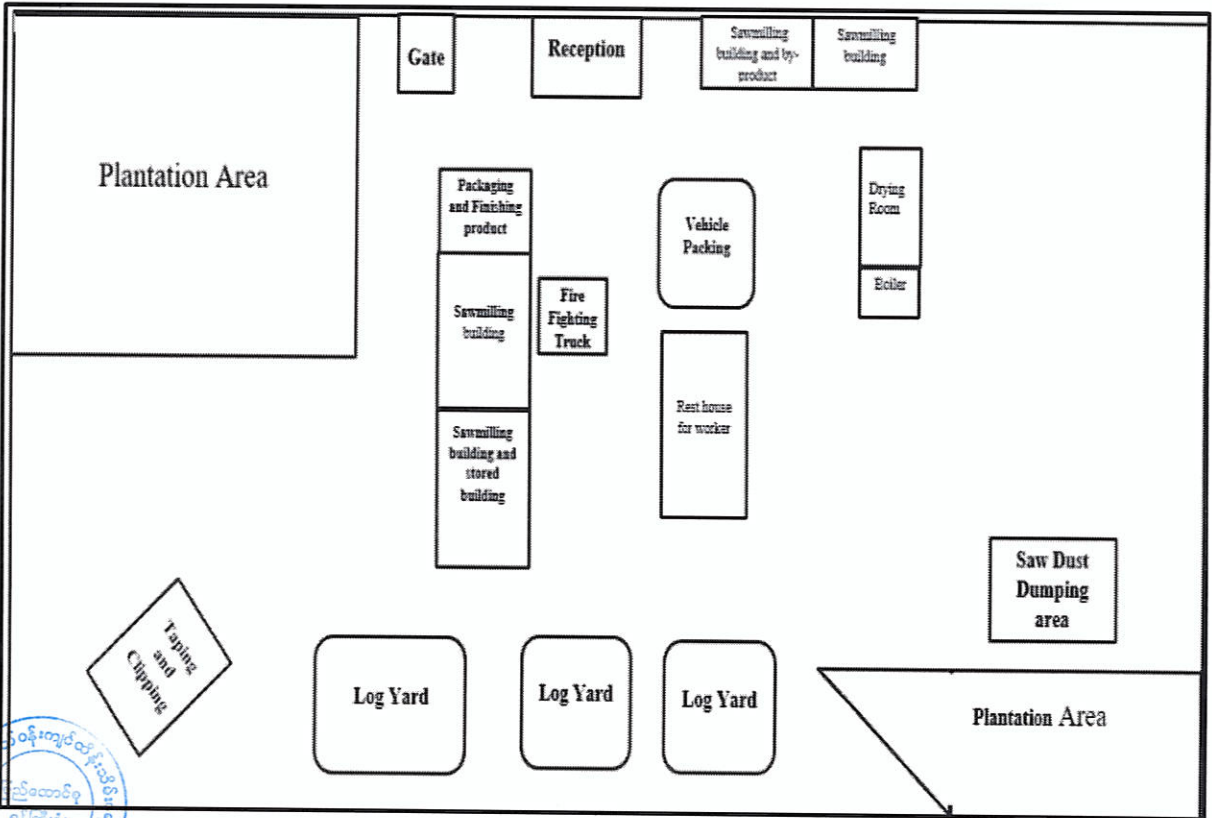 Gate
Reception
Sawmilling
building and by-
product
Sawmilling
building
Plantation Area
Packaging
and Finishing
product
Vehicle
Packing
Drying
Room
Boiler
Sawmilling
building
Fire
Fighting
Truck
Rest house
for worker
Sawmilling
building and
stored
building
Saw Dust
Dumping
area
Taping
and
Clipping
Log Yard
Log Yard
Log Yard
Plantation Area